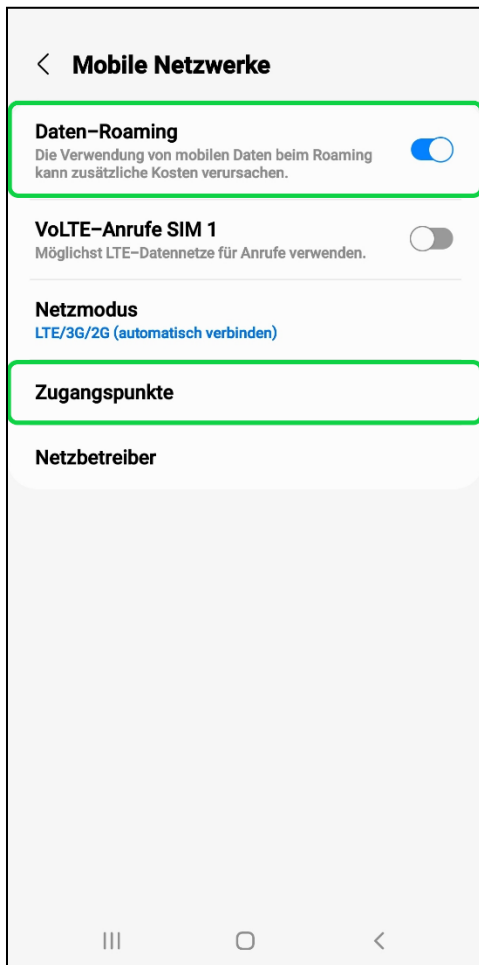 Mobile Netzwerke
Daten-Roaming
Die Verwendung von mobilen Daten beim Roaming
kann zusätzliche Kosten verursachen.
VoLTE-Anrufe SIM 1
Möglichst LTE-Datennetze für Anrufe verwenden.
Netzmodus
LTE/3G/2G (automatisch verbinden)
Zugangspunkte
Netzbetreiber